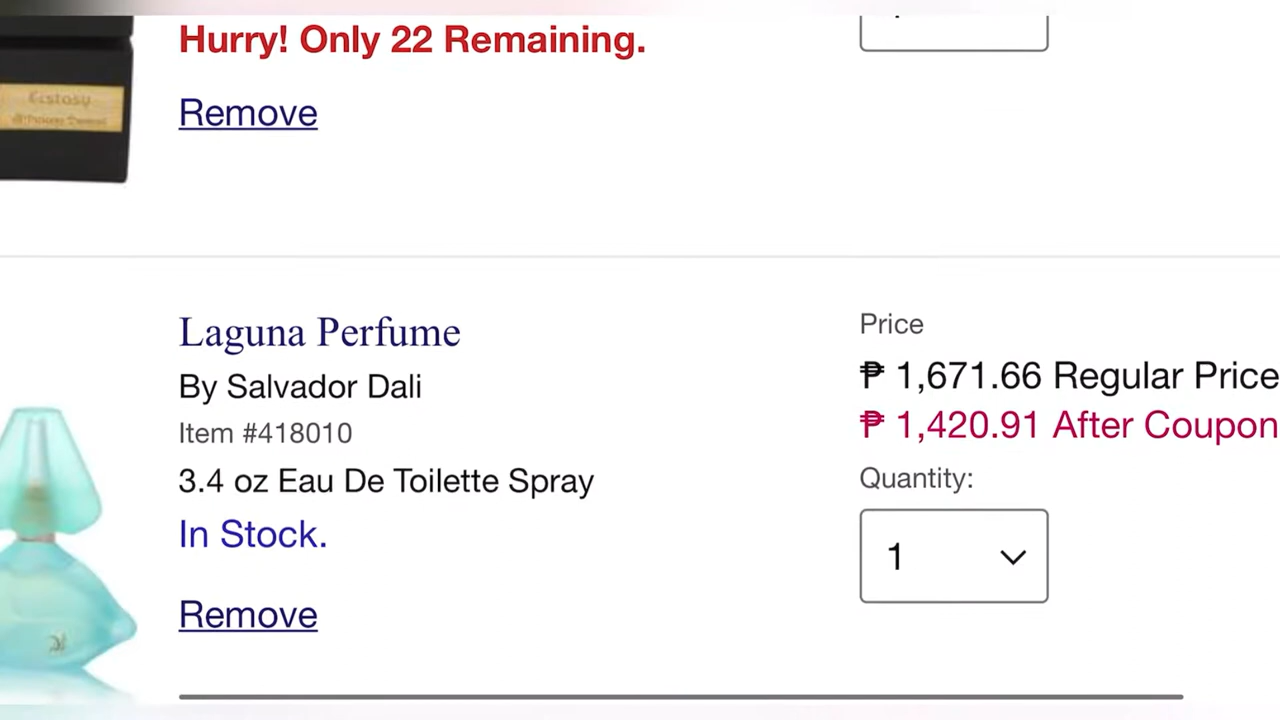 Hurry! Only 22 Remaining.
Remove
Ecstasy
Laguna Perfume
By Salvador Dali
Item #418010
3.4 oz Eau De Toilette Spray
In Stock.
Remove
Price
₱ 1,671.66 Regular Price
₱ 1,420.91 After Coupon
Quantity:
1